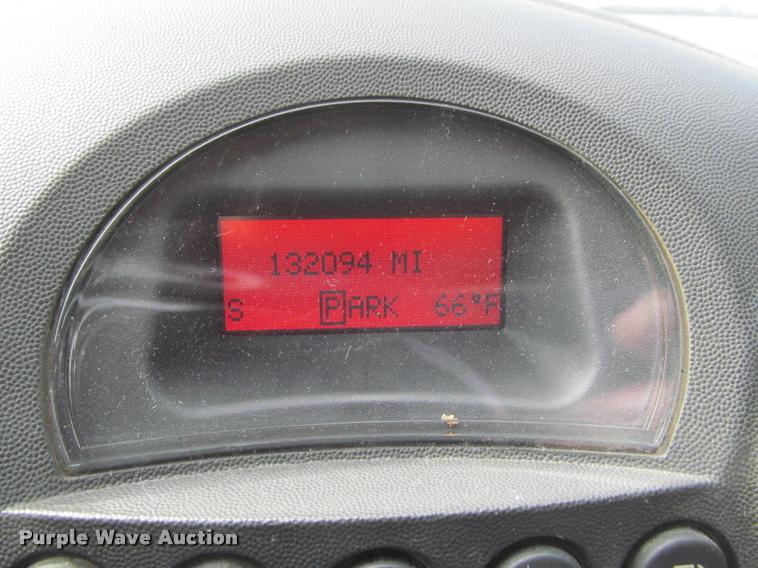 132094 MI
S PARK 66°F
Purple Wave Auction